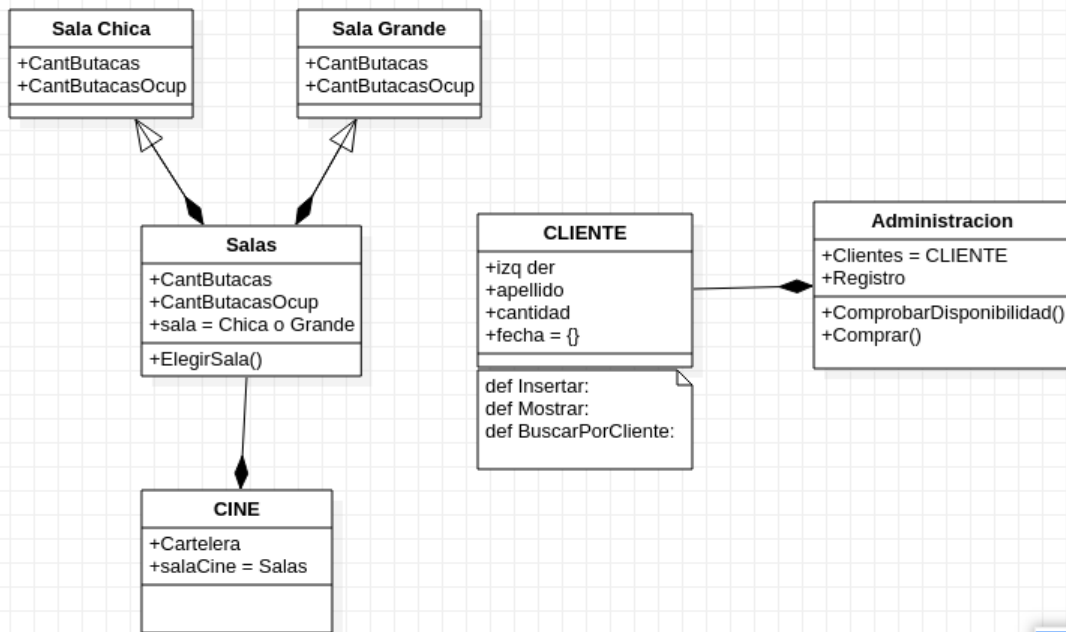 Sala Chica
+CantButacas
+CantButacasOcup
Sala Grande
+CantButacas
+CantButacasOcup
Salas
+CantButacas
+CantButacasOcup
+sala = Chica o Grande
+ElegirSala()
CLIENTE
+izq der
+apellido
+cantidad
+fecha = {}
def Insertar:
def Mostrar:
def BuscarPorCliente:
Administracion
+Clientes = CLIENTE
+Registro
+ComprobarDisponibilidad()
+Comprar()
CINE
+Cartelera
+salaCine = Salas